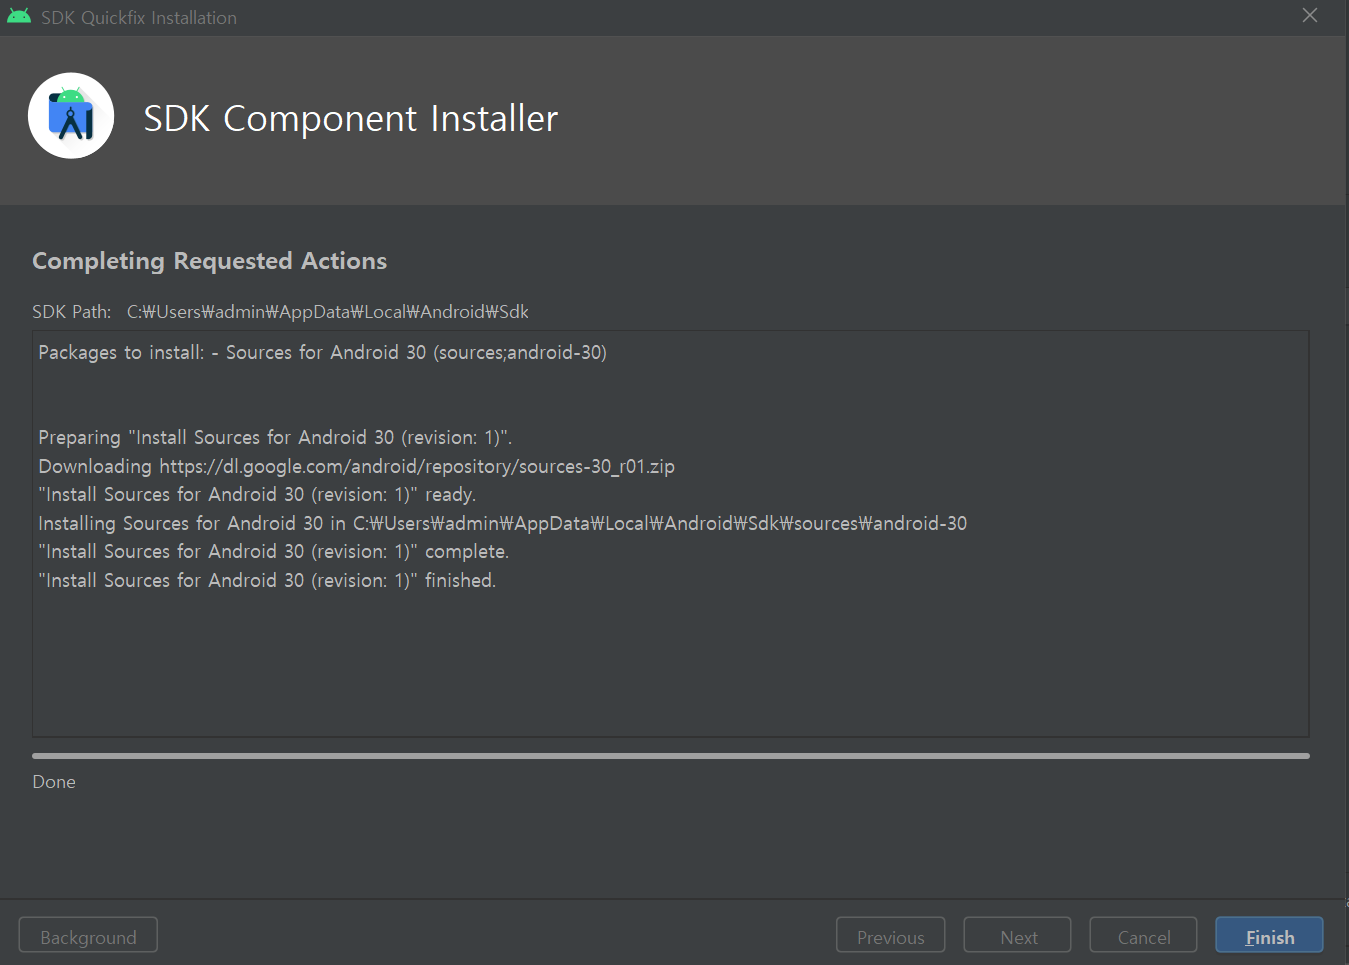 SDK Quickfix Installation
SDK Component Installer
Completing Requested Actions
SDK Path: C:₩Users₩admin₩AppData₩Local₩Android₩Sdk
Packages to install: - Sources for Android 30 (sources;android-30)
Preparing "Install Sources for Android 30 (revision: 1)".
Downloading https://dl.google.com/android/repository/sources-30_r01.zip
"Install Sources for Android 30 (revision: 1)" ready.
Installing Sources for Android 30 in C:₩Users₩admin₩AppData₩Local₩Android₩Sdk₩sources₩android-30
"Install Sources for Android 30 (revision: 1)" complete.
"Install Sources for Android 30 (revision: 1)" finished.
Done
Background Previous Next Cancel Finish